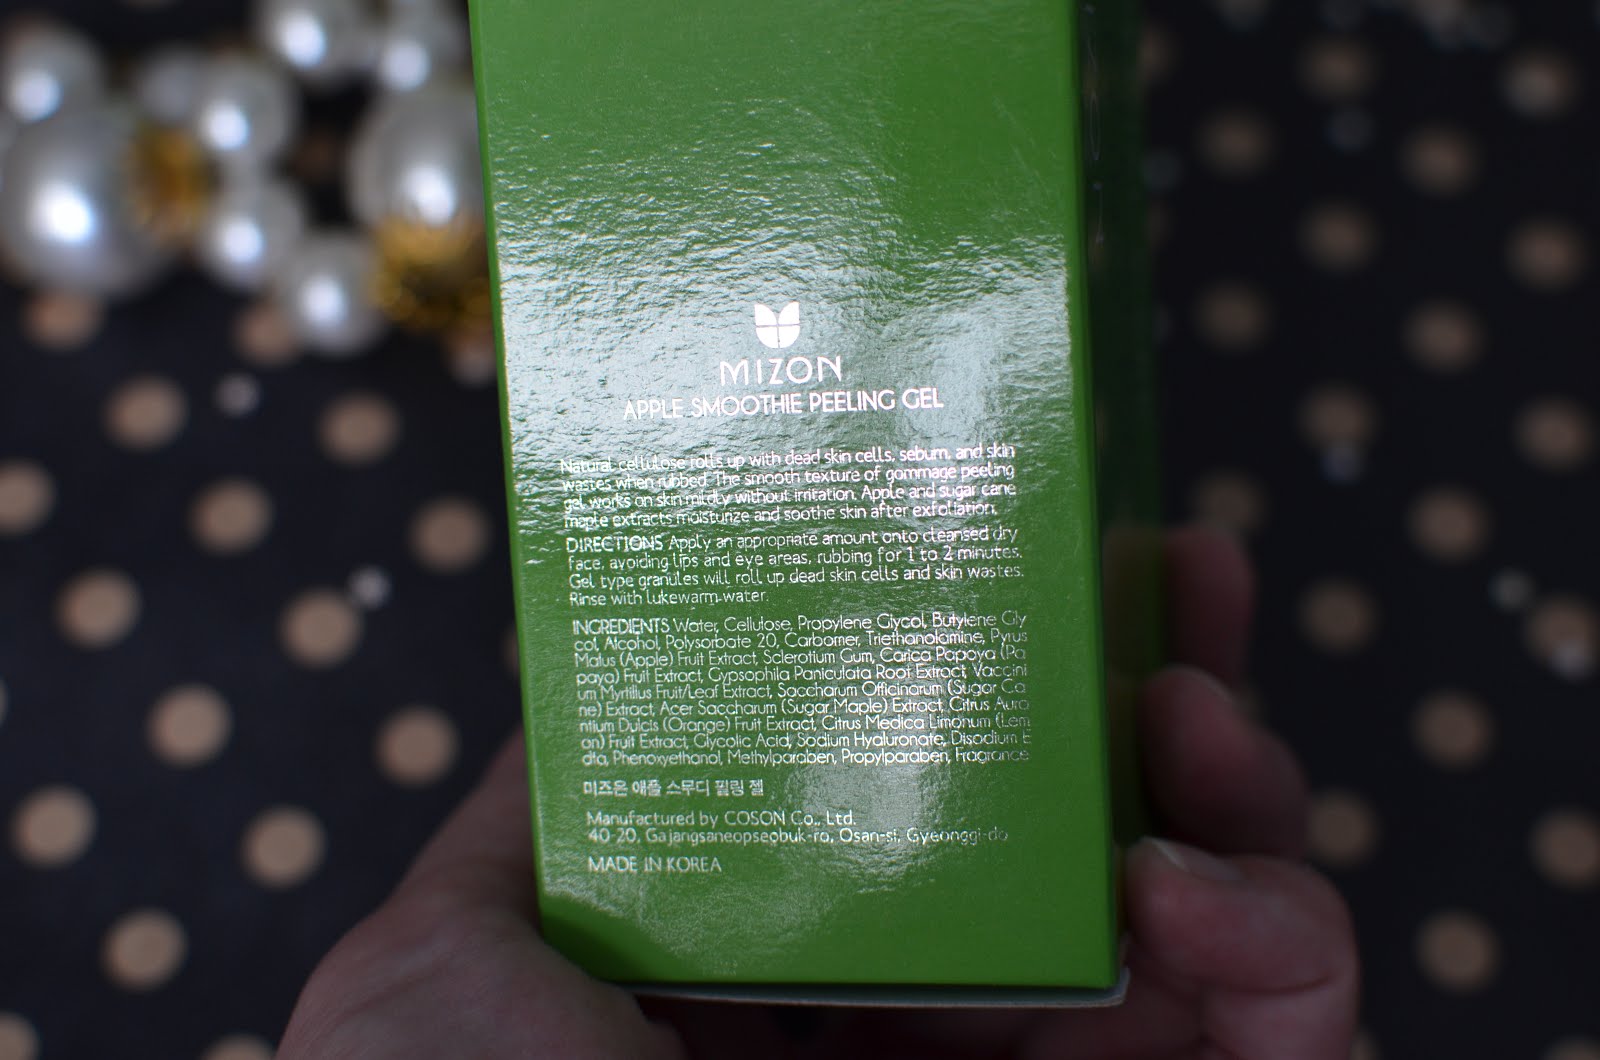 MIZON
APPLE SMOOTHIE PEELING GEL
Natural cellulose rolls up with dead skin cells, sebum, and skin
wastes when rubbed. The smooth texture of gommage peeling
gel works on skin mildly without irritation. Apple and sugar cane
maple extracts moisturize and soothe skin after exfoliation.
DIRECTIONS Apply an appropriate amount onto cleansed dry
face, avoiding lips and eye areas, rubbing for 1 to 2 minutes.
Gel type granules will roll up dead skin cells and skin wastes.
Rinse with lukewarm water.
INGREDIENTS Water, Cellulose, Propylene Glycol, Butylene Gly
col, Alcohol, Polysorbate 20, Carbomer, Triethanolamine, Pyrus
Malus (Apple) Fruit Extract, Sclerotium Gum, Carica Papaya (Pa
paya) Fruit Extract, Gypsophila Paniculata Root Extract, Vaccini
um Myrtillus Fruit/Leaf Extract, Saccharum Officinarum (Sugar Ca
ne) Extract, Acer Saccharum (Sugar Maple) Extract, Citrus Aura
ntium Dulcis (Orange) Fruit Extract, Citrus Medica Limonum (Lem
on) Fruit Extract, Glycolic Acid, Sodium Hyaluronate, Disodium E
dta, Phenoxyethanol, Methylparaben, Propylparaben, Fragrance
미즈온 애플 스무디 필링 젤
Manufactured by COSON Co., Ltd.
40-20, Gajangsaneopseobuk-ro, Osan-si, Gyeonggi-do
MADE IN KOREA